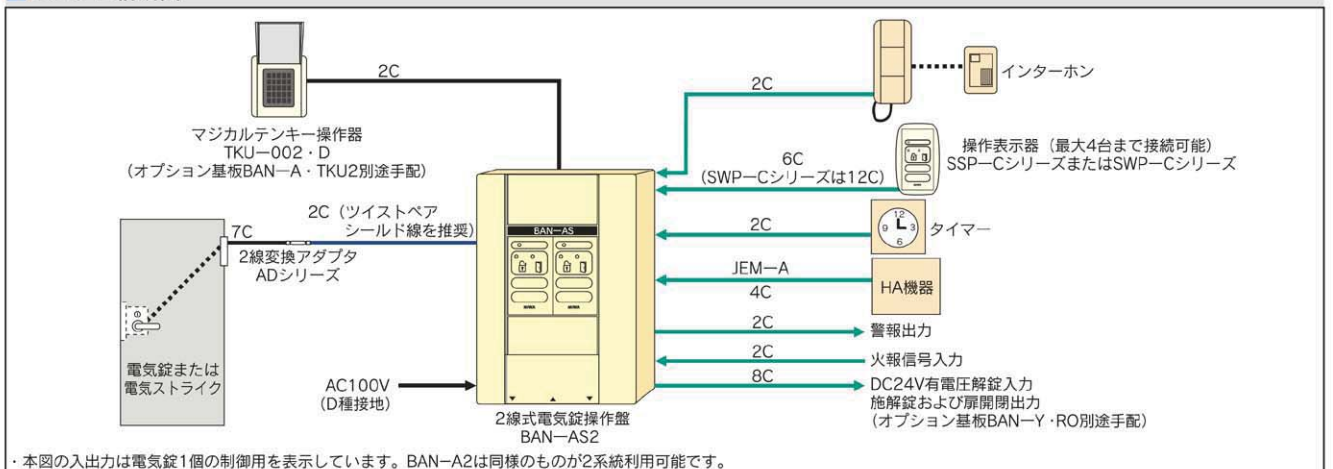 2C
マジカルテンキー操作器
TKU－002・D
（オプション基板BAN－A・TKU2別途手配）
2C
インターホン
操作表示器（最大4台まで接続可能）
SSP－CシリーズまたはSWP－Cシリーズ
6C
（SWP－Cシリーズは12C）
7C
2C（ツイストペア
シールド線を推奨）
2線変換アダプタ
ADシリーズ
BAN－AS
2C
12
9 3
6
タイマー
JEM－A
4C
HA機器
2C
警報出力
2C
火報信号入力
8C
DC24V有電圧解錠入力
施解錠および扉開閉出力
（オプション基板BAN－Y・RO別途手配）
電気錠または
電気ストライク
AC100V
（D種接地）
2線式電気錠操作盤
BAN－AS2
・本図の入出力は電気錠1個の制御用を表示しています。BAN－A2は同様のものが2系統利用可能です。